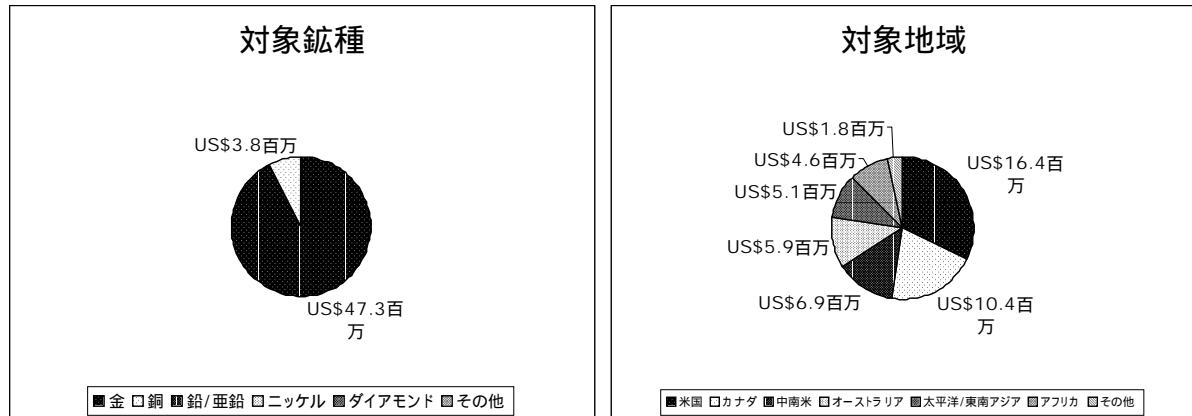 対象鉱種
US$3.8百万
US$47.3百
万
■金 □銅 ■鉛/亜鉛 □ニッケル ■ダイアモンド ■その他
対象地域
US$1.8百万
US$4.6百万
US$16.4百
万
US$5.1百万
US$5.9百万
US$6.9百万
US$10.4百
万
■米国 □カナダ ■中南米 □オーストラリア ■太平洋/東南アジア ■アフリカ ■その他